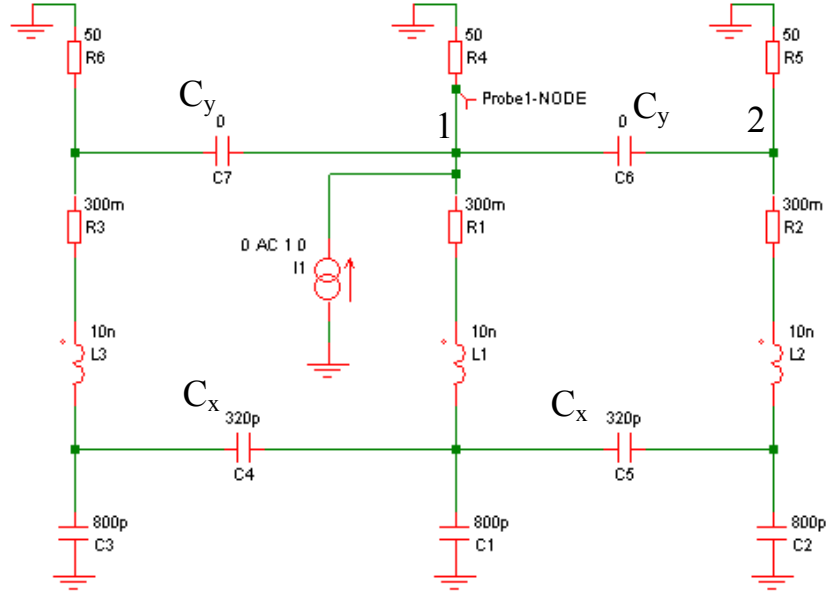 50
R6
50
R4
50
R5
Probe1-NODE
Cy
0
C7
1
0
Cy
C6
2
300m
R3
300m
R1
300m
R2
0 AC 1 0
I1
10n
L3
10n
L1
10n
L2
Cx
320p
C4
Cx
320p
C5
800p
C3
800p
C1
800p
C2